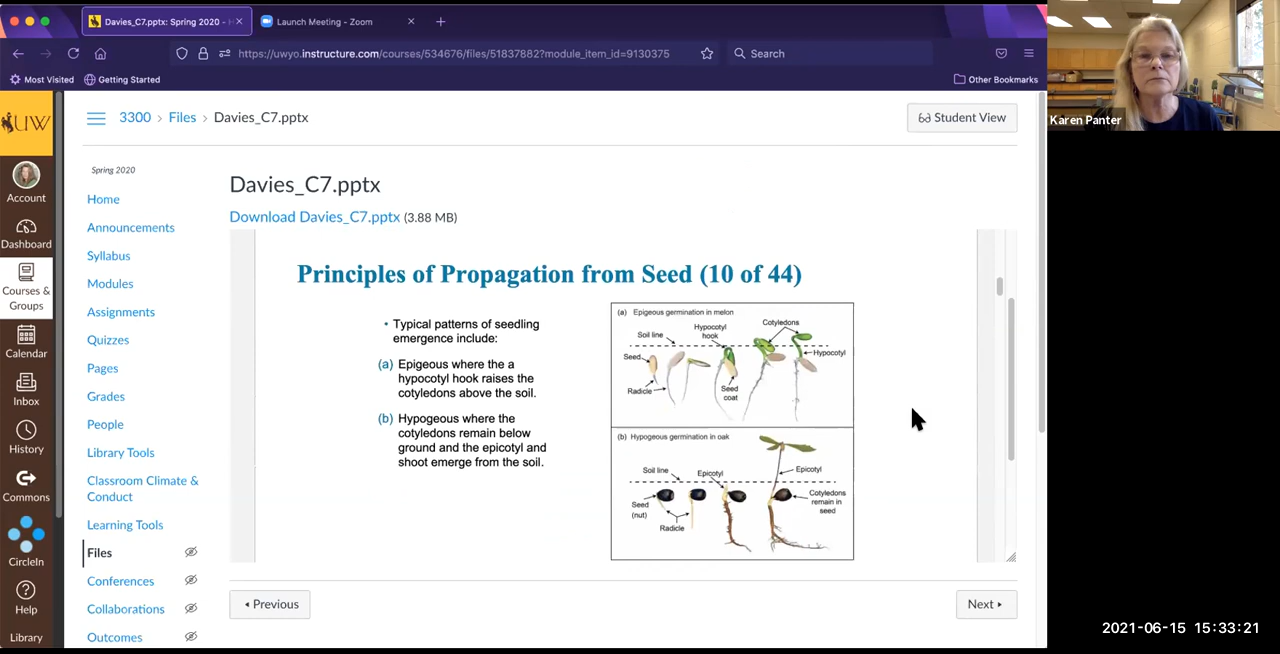 Davies_C7.pptx: Spring 2020 -
Launch Meeting - Zoom
https://uwyo.instructure.com/courses/534676/files/51837882?module_item_id=9130375
Search
Most Visited
Getting Started
Other Bookmarks
UW
3300 > Files > Davies_C7.pptx
Student View
Karen Panter
Spring 2020
Account
Dashboard
Courses & Groups
Calendar
Inbox
History
Commons
CircleIn
Help
Library
Home
Announcements
Syllabus
Modules
Assignments
Quizzes
Pages
Grades
People
Library Tools
Classroom Climate &
Conduct
Learning Tools
Files
Conferences
Collaborations
Outcomes
Davies_C7.pptx
Download Davies_C7.pptx (3.88 MB)
Principles of Propagation from Seed (10 of 44)
• Typical patterns of seedling
emergence include:
(a) Epigeous where the a
hypocotyl hook raises the
cotyledons above the soil.
(b) Hypogeous where the
cotyledons remain below
ground and the epicotyl and
shoot emerge from the soil.
(a) Epigeous germination in melon
Soil line
Hypocotyl
hook
Cotyledons
Seed
Hypocotyl
Radicle
Seed
coat
(b) Hypogeous germination in oak
Soil line
Epicotyl
Epicotyl
Seed
(nut)
Radicle
Cotyledons
remain in
seed
Previous
Next
2021-06-15 15:33:21